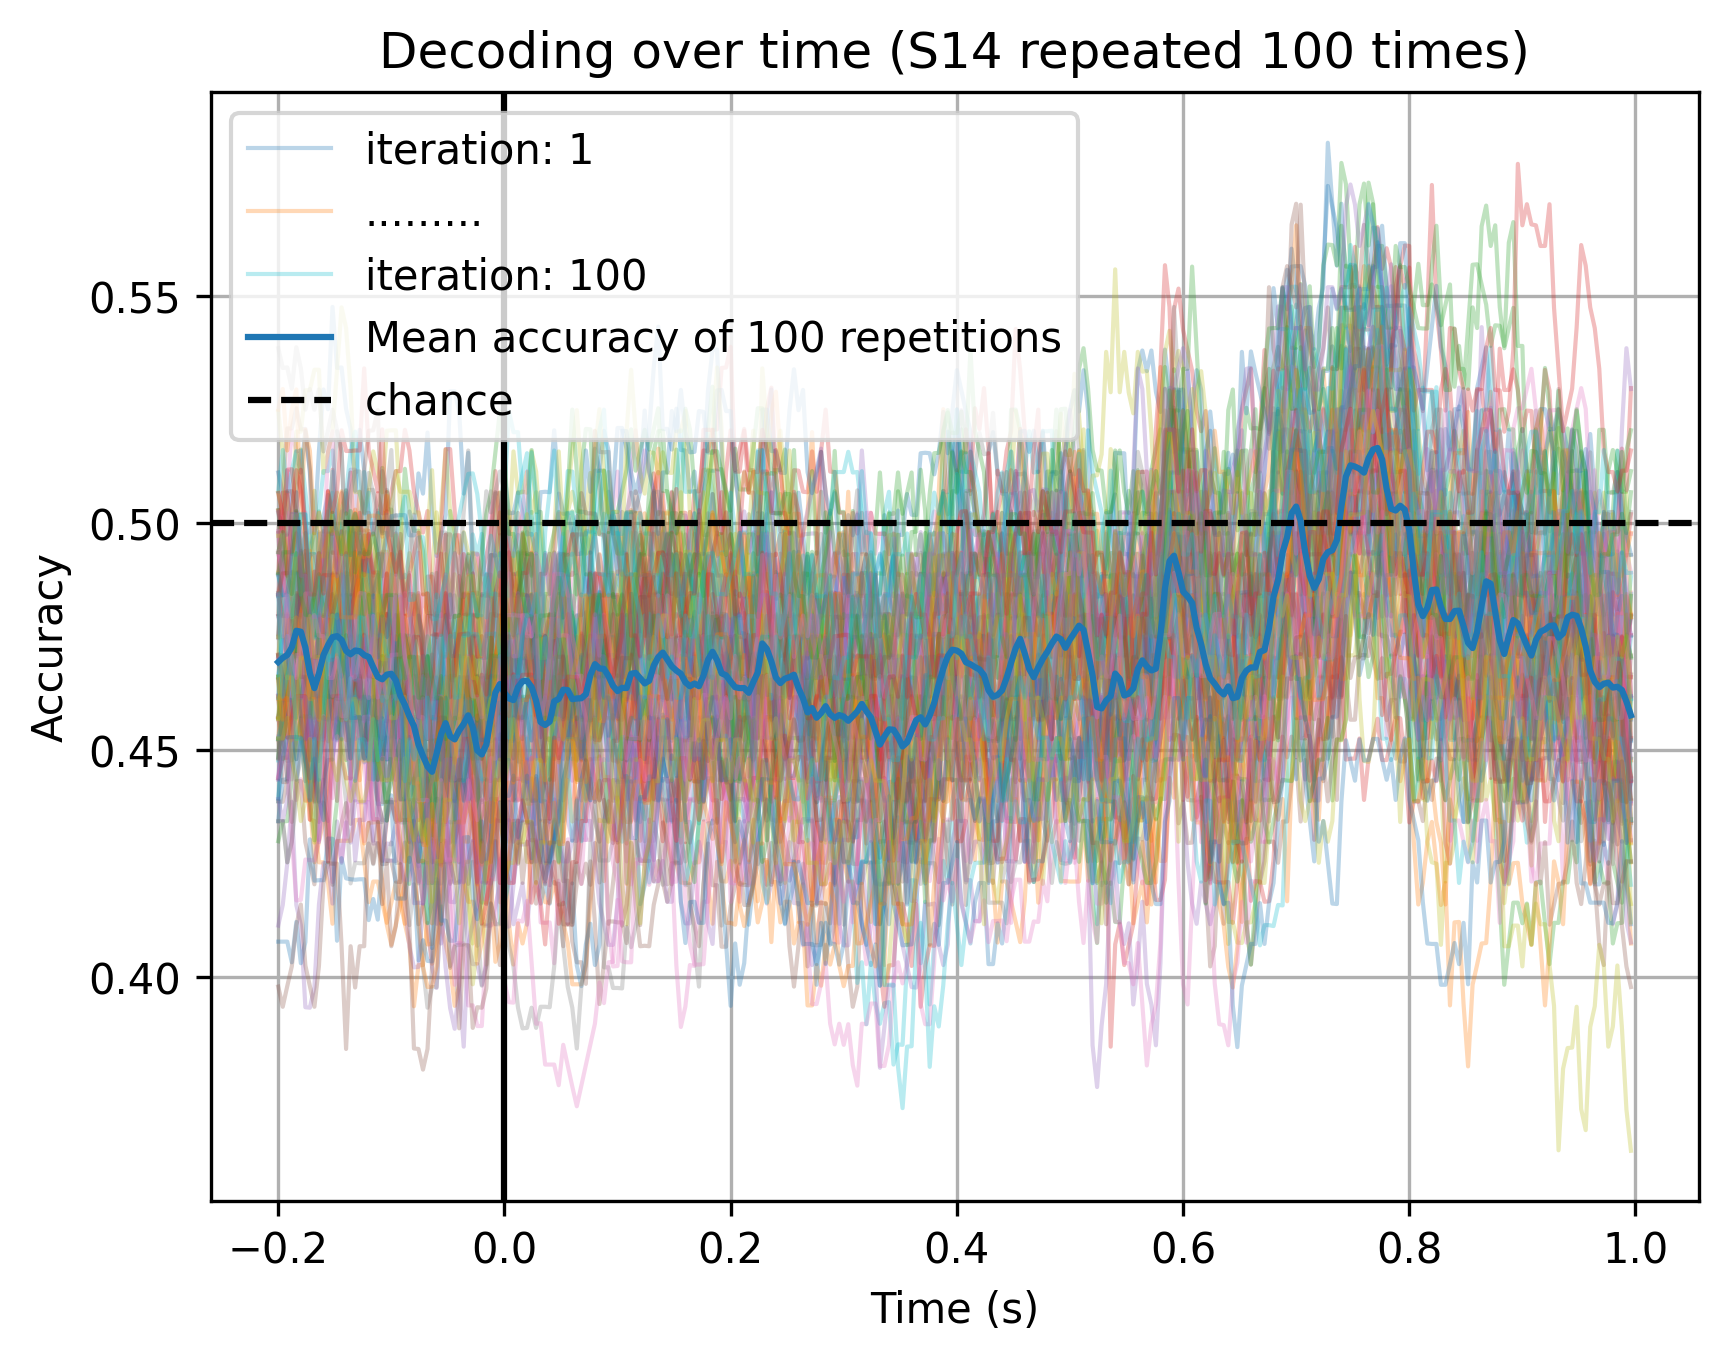 Decoding over time (S14 repeated 100 times)
iteration: 1
.........
iteration: 100
Mean accuracy of 100 repetitions
chance
0.55
0.50
0.45
0.40
Accuracy
−0.2
0.0
0.2
0.4
0.6
0.8
1.0
Time (s)